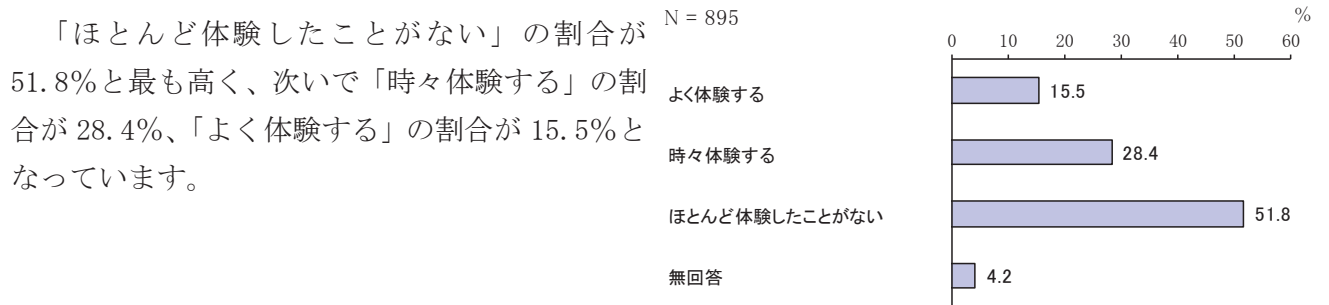 「ほとんど体験したことがない」の割合が
51.8%と最も高く、次いで「時々体験する」の割
合が 28.4%、「よく体験する」の割合が 15.5%と
なっています。
N = 895
%
0 10 20 30 40 50 60
よく体験する 15.5
時々体験する 28.4
ほとんど体験したことがない 51.8
無回答 4.2